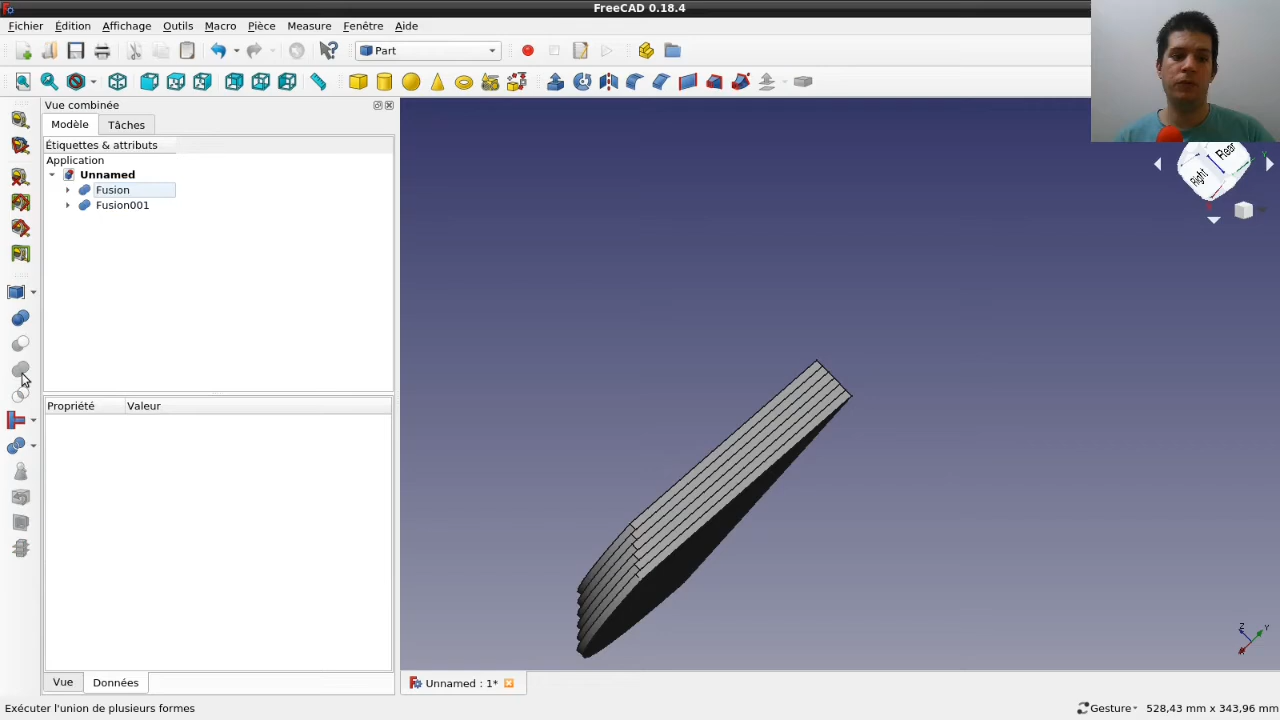 FreeCAD 0.18.4
Fichier Édition Affichage Outils Macro Pièce Measure Fenêtre Aide
Part
Vue combinée
Modèle Tâches
Étiquettes & attributs
Application
Unnamed
Fusion
Fusion001
Propriété Valeur
Vue Données
Unnamed : 1*
Exécuter l'union de plusieurs formes
Gesture 528,43 mm x 343,96 mm
Right
Rear
Z
Y